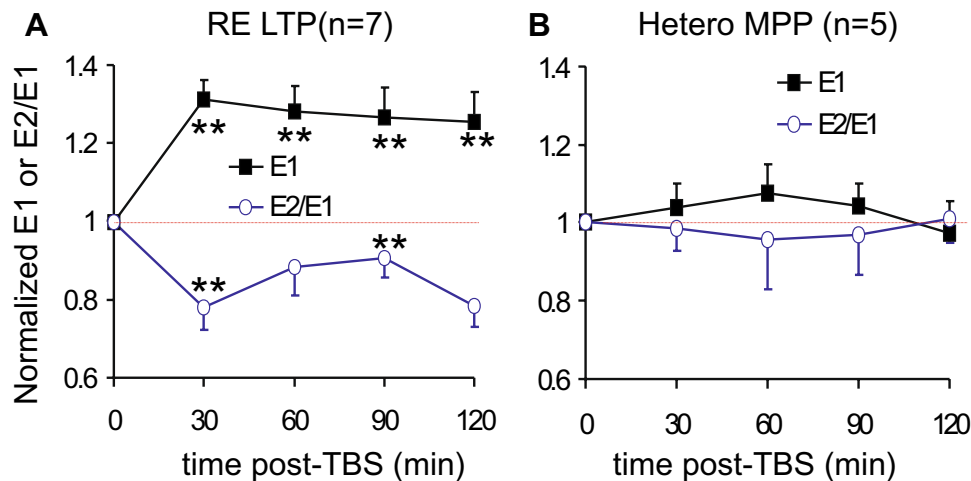 A RE LTP(n=7)
B Hetero MPP (n=5)
Normalized E1 or E2/E1
1.4
1.2
1
0.8
0.6
** ** ** **
E1
E2/E1
** **
0 30 60 90 120
time post-TBS (min)
1.4
1.2
1
0.8
0.6
E1
E2/E1
0 30 60 90 120
time post-TBS (min)